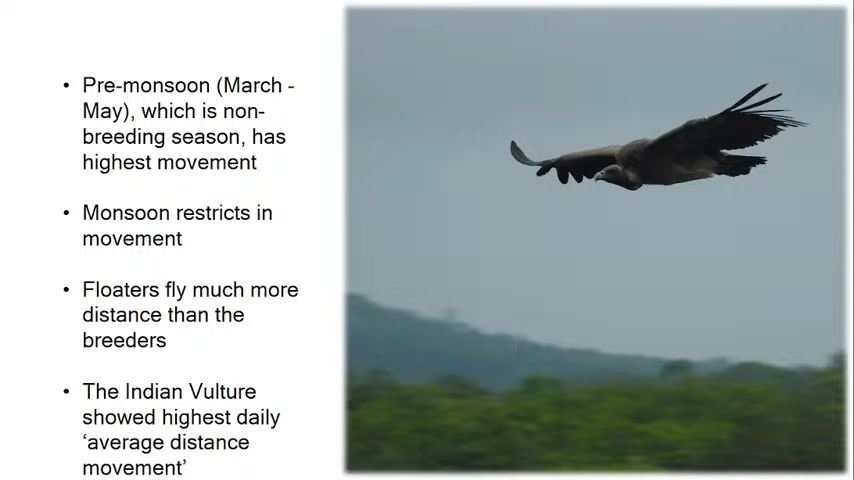 • Pre-monsoon (March -
May), which is non-
breeding season, has
highest movement
• Monsoon restricts in
movement
• Floaters fly much more
distance than the
breeders
• The Indian Vulture
showed highest daily
‘average distance
movement’